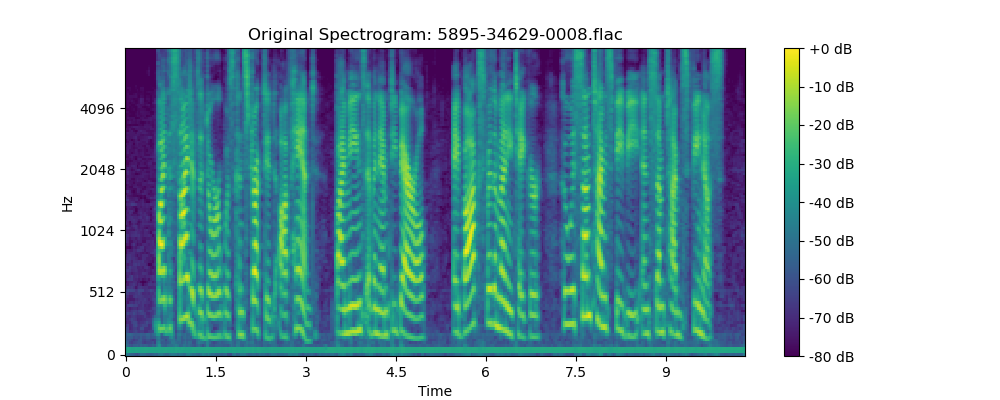 Original Spectrogram: 5895-34629-0008.flac
Hz
4096
2048
1024
512
0
0 1.5 3 4.5 6 7.5 9
Time
+0 dB
-10 dB
-20 dB
-30 dB
-40 dB
-50 dB
-60 dB
-70 dB
-80 dB